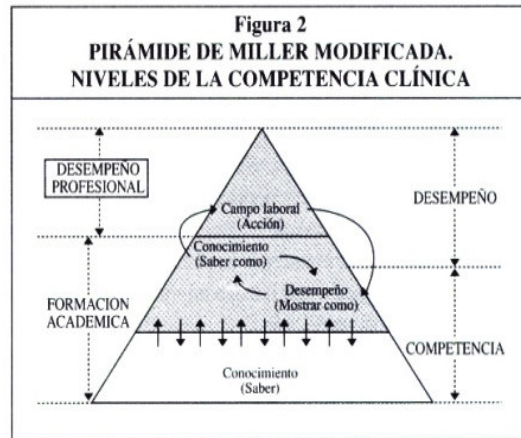 Figura 2
PIRÁMIDE DE MILLER MODIFICADA.
NIVELES DE LA COMPETENCIA CLÍNICA
DESEMPEÑO
PROFESIONAL
Campo laboral
(Acción)
DESEMPEÑO
Conocimiento
(Saber como)
Desempeño
(Mostrar como)
FORMACION
ACADEMICA
COMPETENCIA
Conocimiento
(Saber)